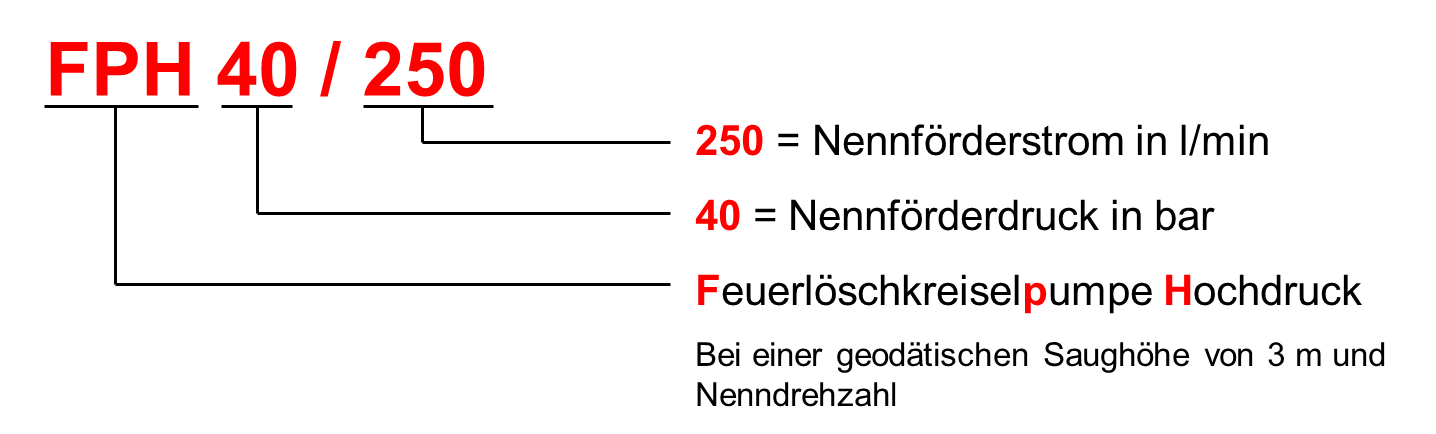 FPH 40 / 250
250 = Nennförderstrom in l/min
40 = Nennförderdruck in bar
Feuerlöschkreiselpumpe Hochdruck
Bei einer geodätischen Saughöhe von 3 m und
Nenndrehzahl